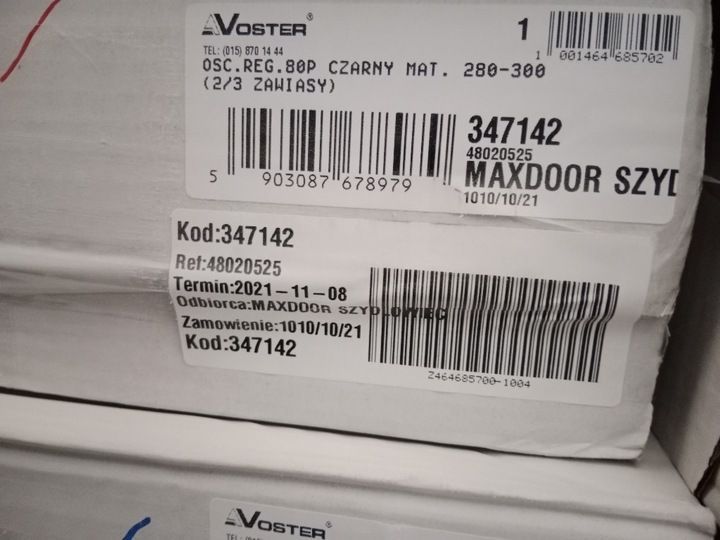 VOSTER®
1
TEL: (015) 870 14 44
1 001464 685702
OSC.REG.80P CZARNY MAT. 280-300
(2/3 ZAWIASY)
5 903087 678979
347142
48020525
MAXDOOR SZYD
1010/10/21
Kod:347142
Ref:48020525
Termin:2021-11-08
Odbiorca:MAXDOOR SZYDLOWIEC
Zamowienie:1010/10/21
Kod:347142
2464685700-1004
VOSTER®
TEL: